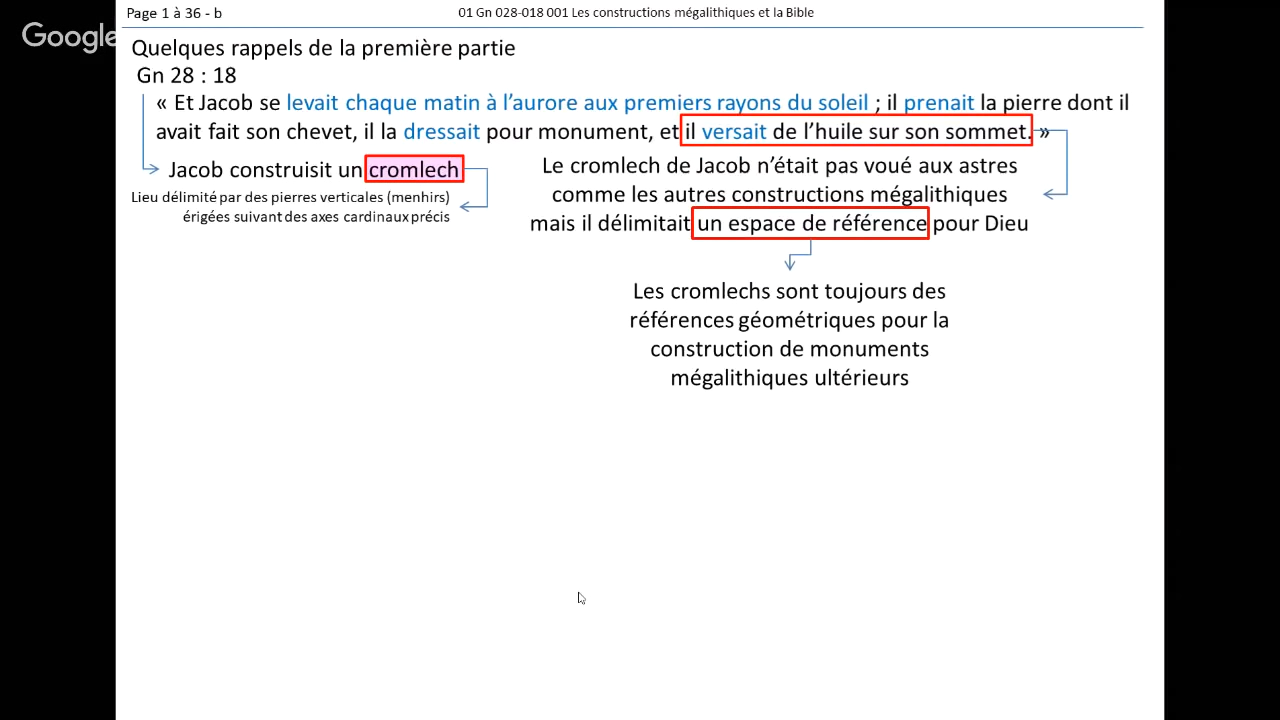 Page 1 à 36 - b
01 Gn 028-018 001 Les constructions mégalithiques et la Bible
Google
Quelques rappels de la première partie
Gn 28 : 18
« Et Jacob se levait chaque matin à l’aurore aux premiers rayons du soleil ; il prenait la pierre dont il
avait fait son chevet, il la dressait pour monument, et il versait de l’huile sur son sommet. »
Jacob construisit un cromlech
Lieu délimité par des pierres verticales (menhirs)
érigées suivant des axes cardinaux précis
Le cromlech de Jacob n’était pas voué aux astres
comme les autres constructions mégalithiques
mais il délimitait un espace de référence pour Dieu
Les cromlechs sont toujours des
références géométriques pour la
construction de monuments
mégalithiques ultérieurs